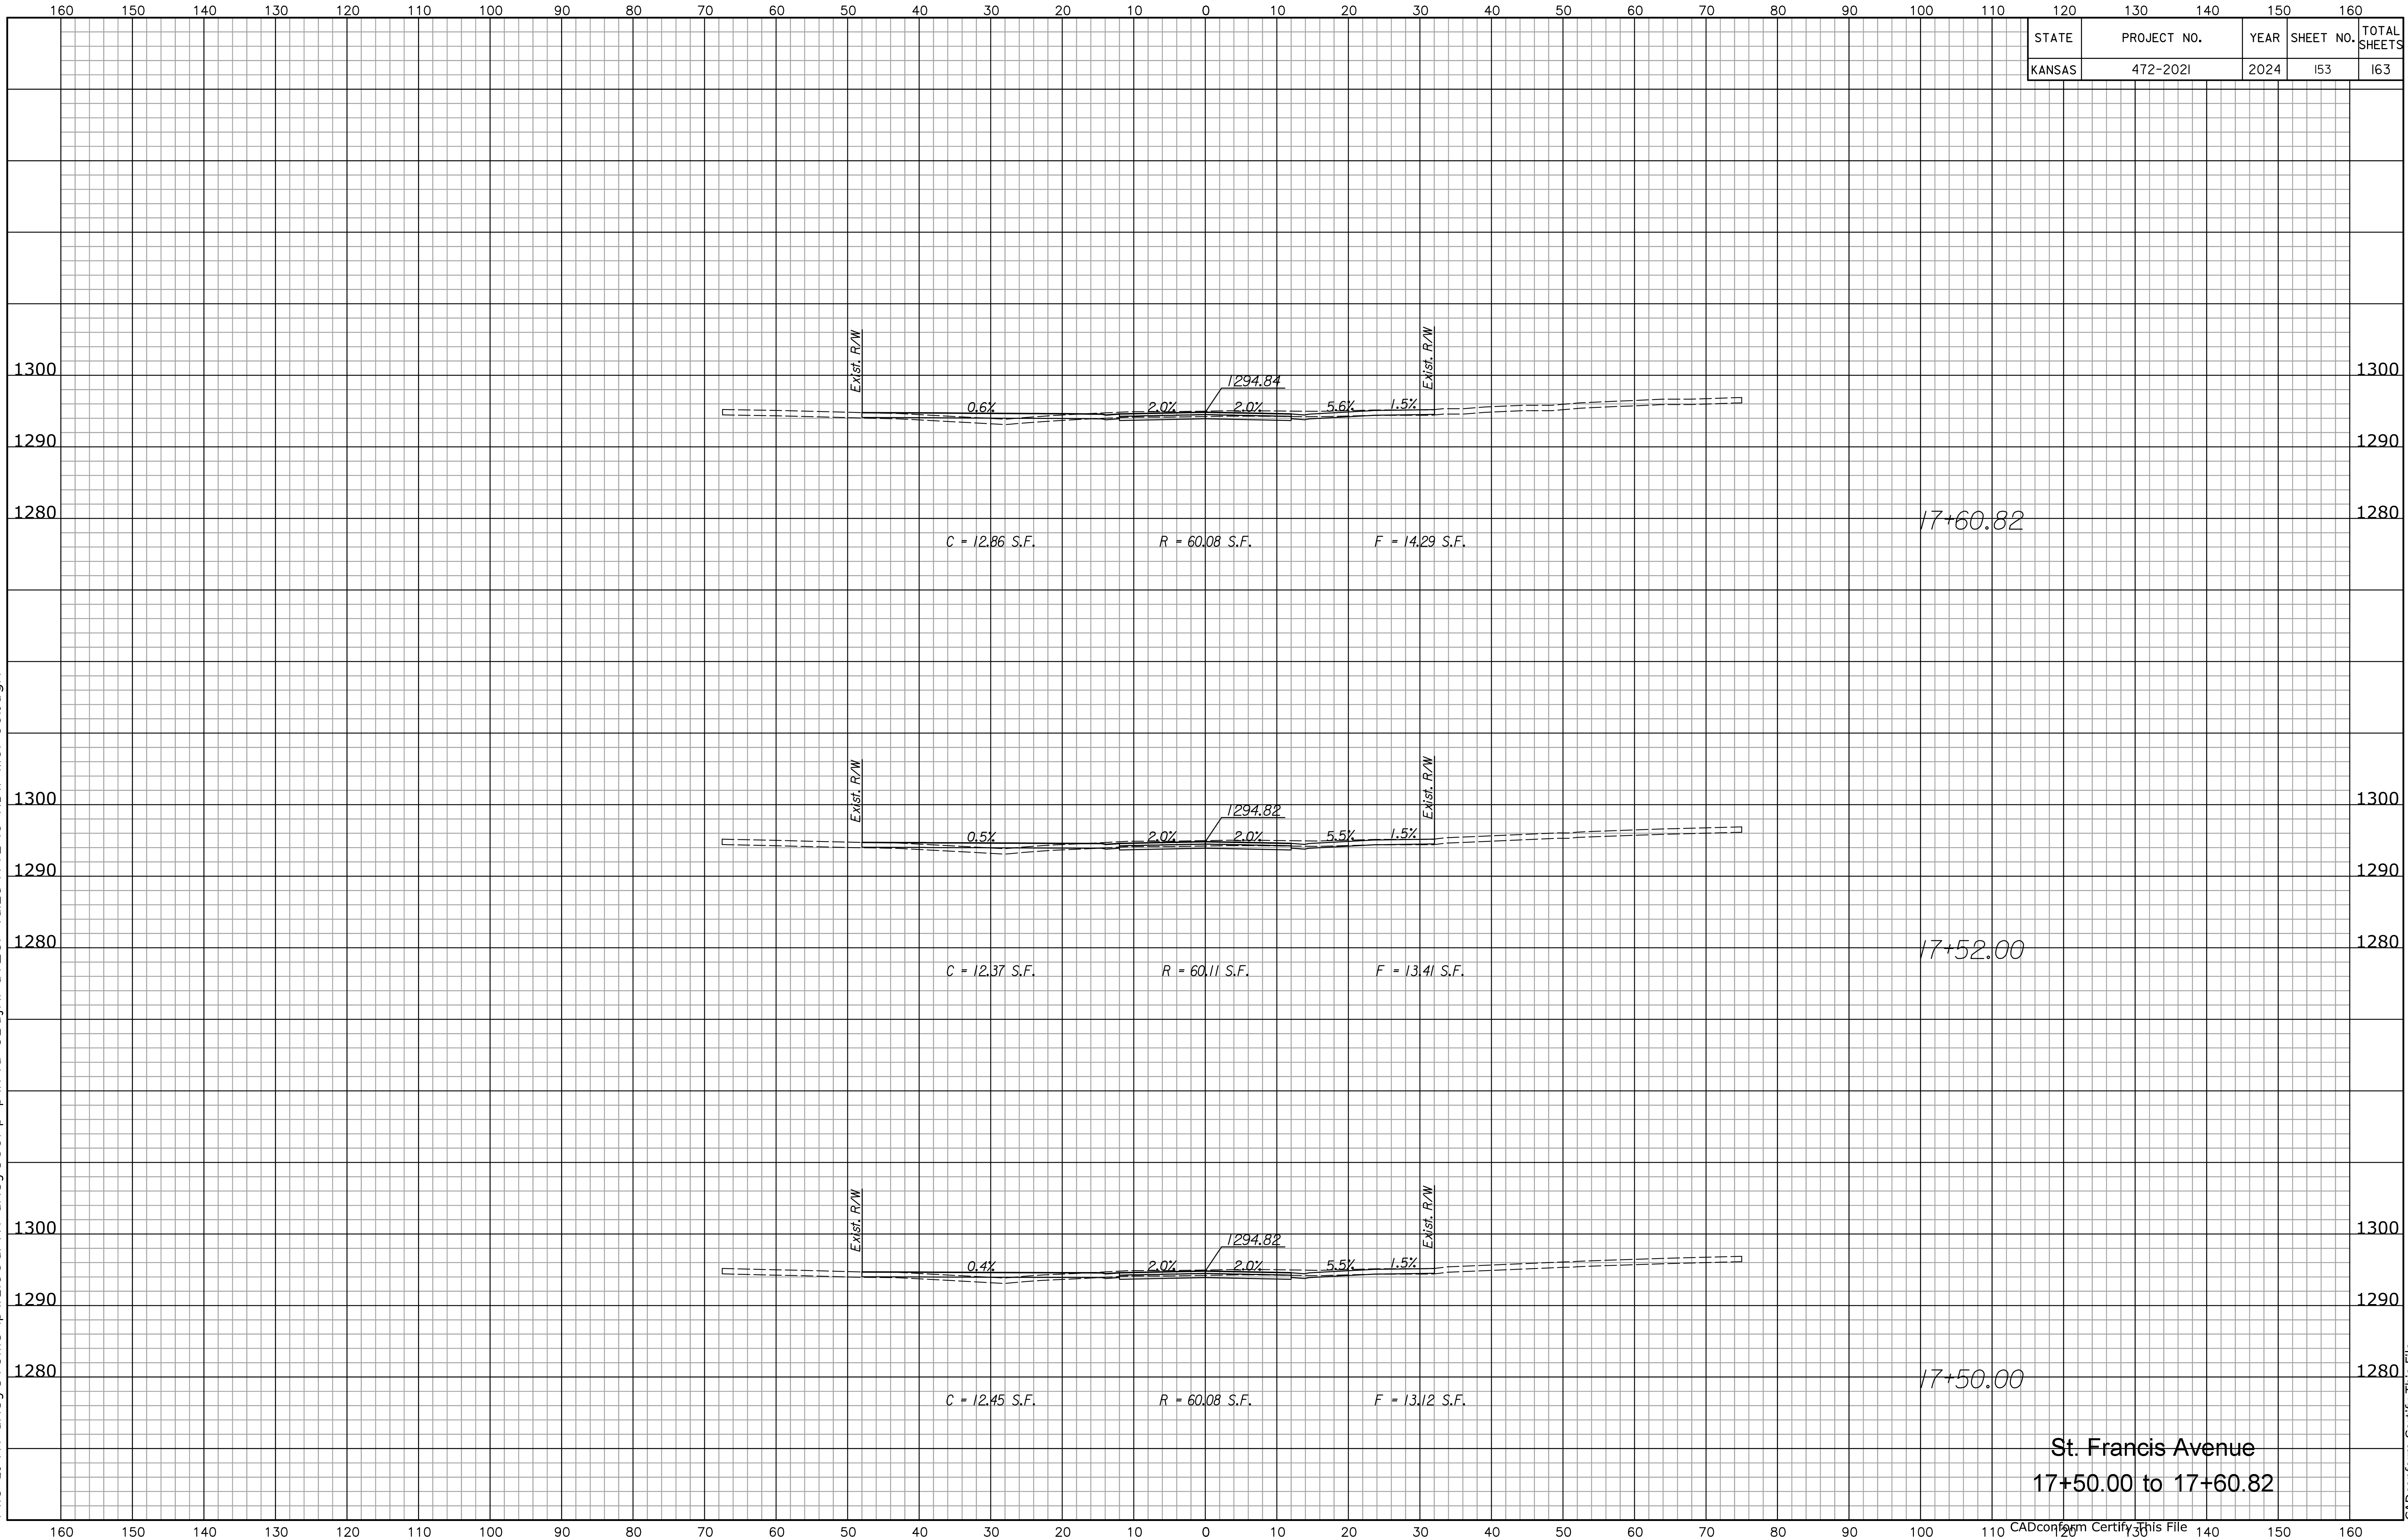 160 150 140 130 120 110 100 90 80 70 60 50 40 30 20 10 0 10 20 30 40 50 60 70 80 90 100 110 120 130 140 150 160
STATE PROJECT NO. YEAR SHEET NO. TOTAL SHEETS
KANSAS 472-2021 2024 153 163
Exist. R/W Exist. R/W
1300 1300
1294.84
0.6% 2.0% 2.0% 5.6% 1.5%
1290 1290
1280 17+60.82 1280
C = 12.86 S.F. R = 60.08 S.F. F = 14.29 S.F.
Exist. R/W Exist. R/W
1300 1300
1294.82
0.5% 2.0% 2.0% 5.5% 1.5%
1290 1290
1280 17+52.00 1280
C = 12.37 S.F. R = 60.11 S.F. F = 13.41 S.F.
Exist. R/W Exist. R/W
1300 1300
1294.82
0.4% 2.0% 2.0% 5.5% 1.5%
1290 1290
1280 17+50.00 1280
C = 12.45 S.F. R = 60.08 S.F. F = 13.12 S.F.
St. Francis Avenue
17+50.00 to 17+60.82
CADconform Certify This File
160 150 140 130 120 110 100 90 80 70 60 50 40 30 20 10 0 10 20 30 40 50 60 70 80 90 100 110 120 130 140 150 160